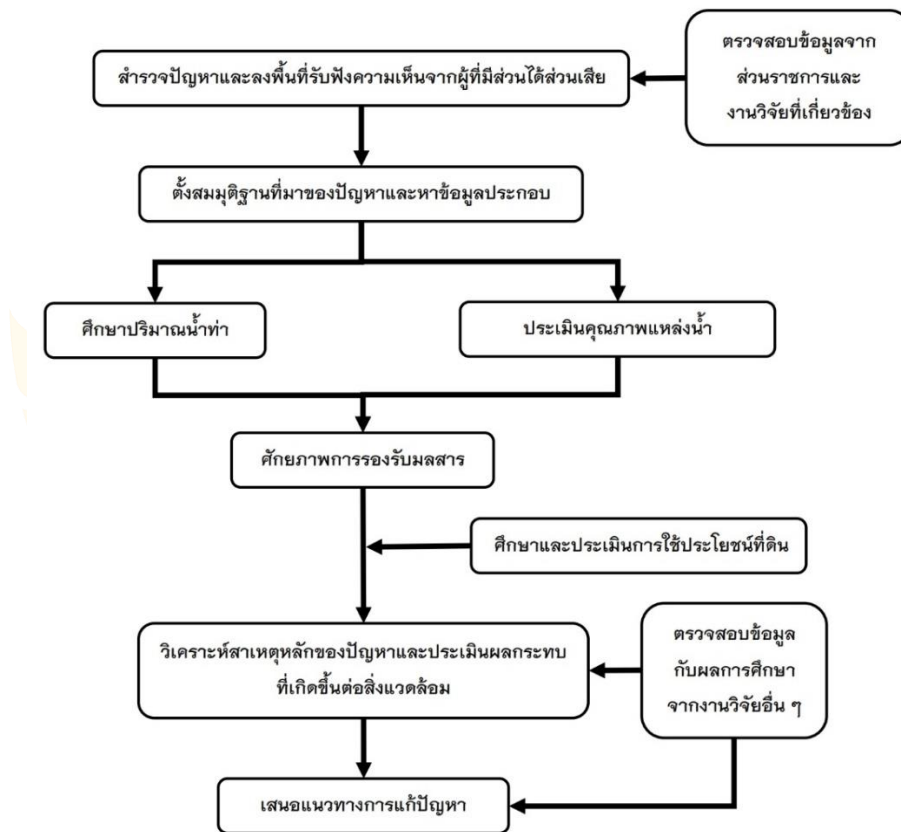 ตรวจสอบข้อมูลจาก
ส่วนราชการและ
งานวิจัยที่เกี่ยวข้อง
สำรวจปัญหาและลงพื้นที่รับฟังความเห็นจากผู้ที่มีส่วนได้ส่วนเสีย
ตั้งสมมุติฐานที่มาของปัญหาและหาข้อมูลประกอบ
ศึกษาปริมาณน้ำท่า
ประเมินคุณภาพแหล่งน้ำ
ศักยภาพการรองรับมลสาร
ศึกษาและประเมินการใช้ประโยชน์ที่ดิน
วิเคราะห์สาเหตุหลักของปัญหาและประเมินผลกระทบ
ที่เกิดขึ้นต่อสิ่งแวดล้อม
ตรวจสอบข้อมูล
กับผลการศึกษา
จากงานวิจัยอื่น ๆ
เสนอแนวทางการแก้ปัญหา